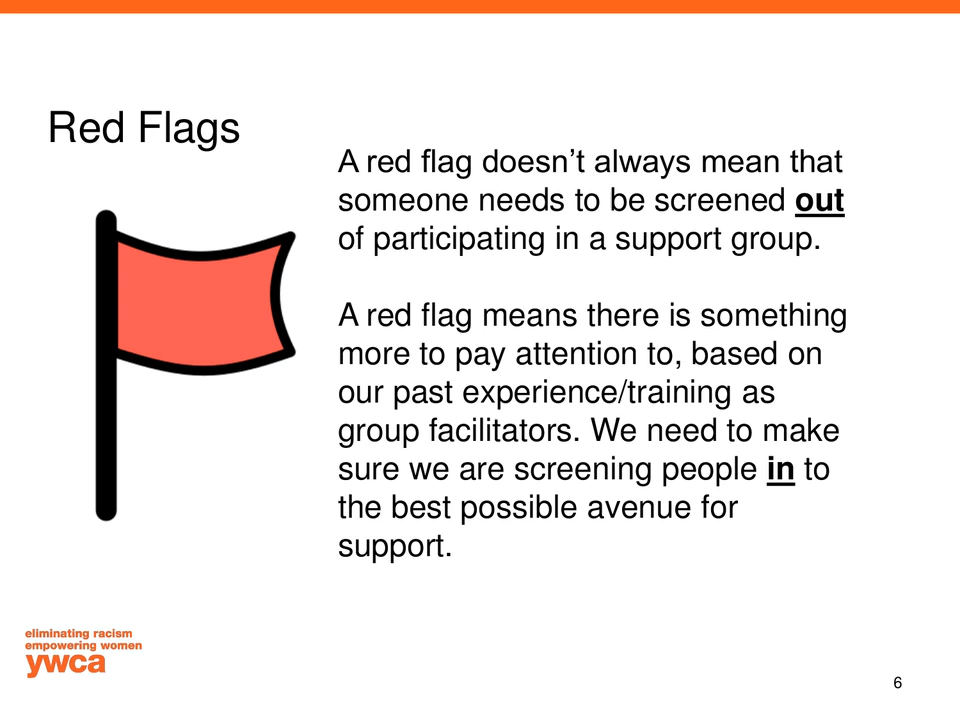 Red Flags
A red flag doesn’t always mean that
someone needs to be screened out
of participating in a support group.
A red flag means there is something
more to pay attention to, based on
our past experience/training as
group facilitators. We need to make
sure we are screening people in to
the best possible avenue for
support.
eliminating racism
empowering women
ywca
6